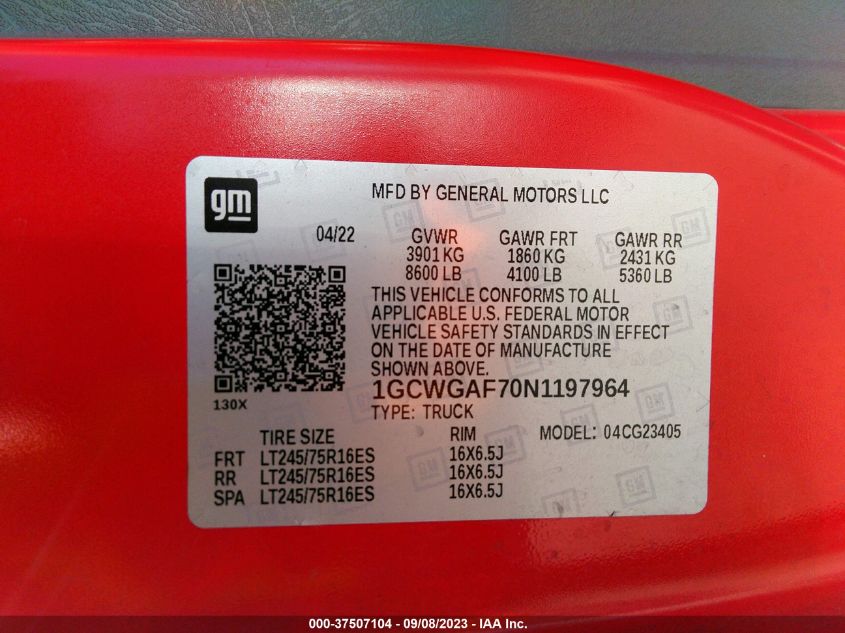 gm
MFD BY GENERAL MOTORS LLC
04/22 GVWR GAWR FRT GAWR RR
3901 KG 1860 KG 2431 KG
8600 LB 4100 LB 5360 LB
THIS VEHICLE CONFORMS TO ALL
APPLICABLE U.S. FEDERAL MOTOR
VEHICLE SAFETY STANDARDS IN EFFECT
ON THE DATE OF MANUFACTURE
SHOWN ABOVE.
1GCWGAF70N1197964
130X
TYPE: TRUCK
TIRE SIZE RIM MODEL: 04CG23405
FRT LT245/75R16ES 16X6.5J
RR LT245/75R16ES 16X6.5J
SPA LT245/75R16ES 16X6.5J
000-37507104 - 09/08/2023 - IAA Inc.